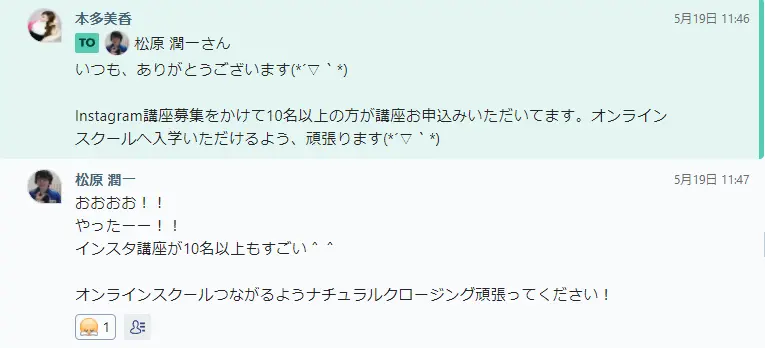 本多美香
5月19日 11:46
TO 松原 潤一さん
いつも、ありがとうございます(*´▽｀*)
Instagram講座募集をかけて10名以上の方が講座お申込みいただいてます。オンライン
スクールへ入学いただけるよう、頑張ります(*´▽｀*)
松原 潤一
5月19日 11:47
おおおお！！
やったーー！！
インスタ講座が10名以上もすごい＾＾
オンラインスクールつながるようナチュラルクロージング頑張ってください！
1